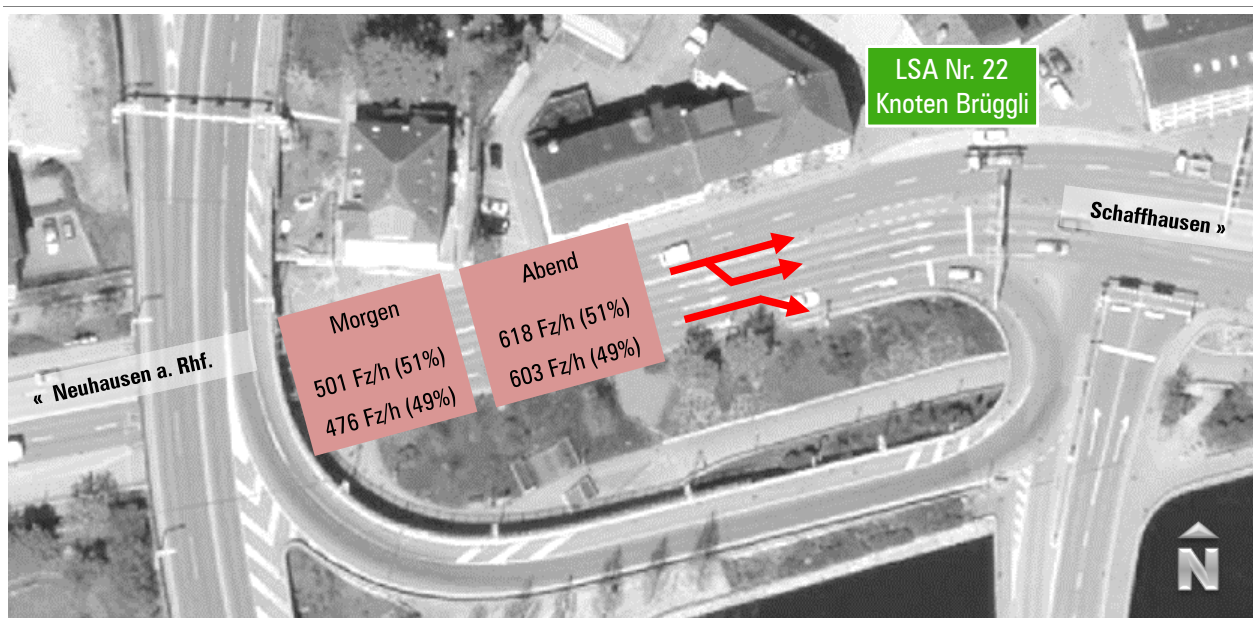 LSA Nr. 22
Knoten Brüggli
Schaffhausen »
Abend
618 Fz/h (51%)
603 Fz/h (49%)
Morgen
501 Fz/h (51%)
476 Fz/h (49%)
« Neuhausen a. Rhf.
N